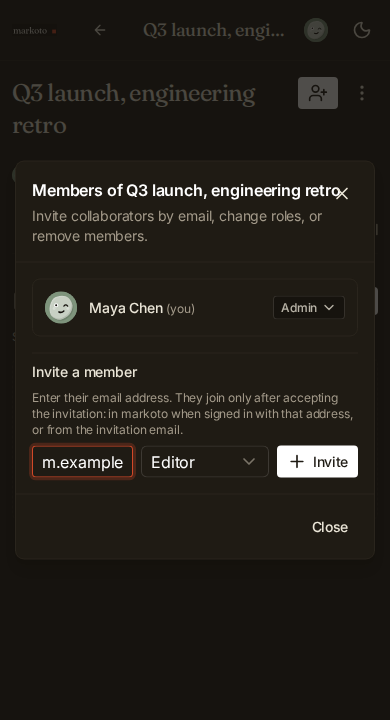 markoto
Q3 launch, engi...
Q3 launch, engineering
retro
Members of Q3 launch, engineering retro
Invite collaborators by email, change roles, or
remove members.
Maya Chen (you)
Admin
Invite a member
Enter their email address. They join only after accepting
the invitation: in markoto when signed in with that address,
or from the invitation email.
m.example
Editor
Invite
Close